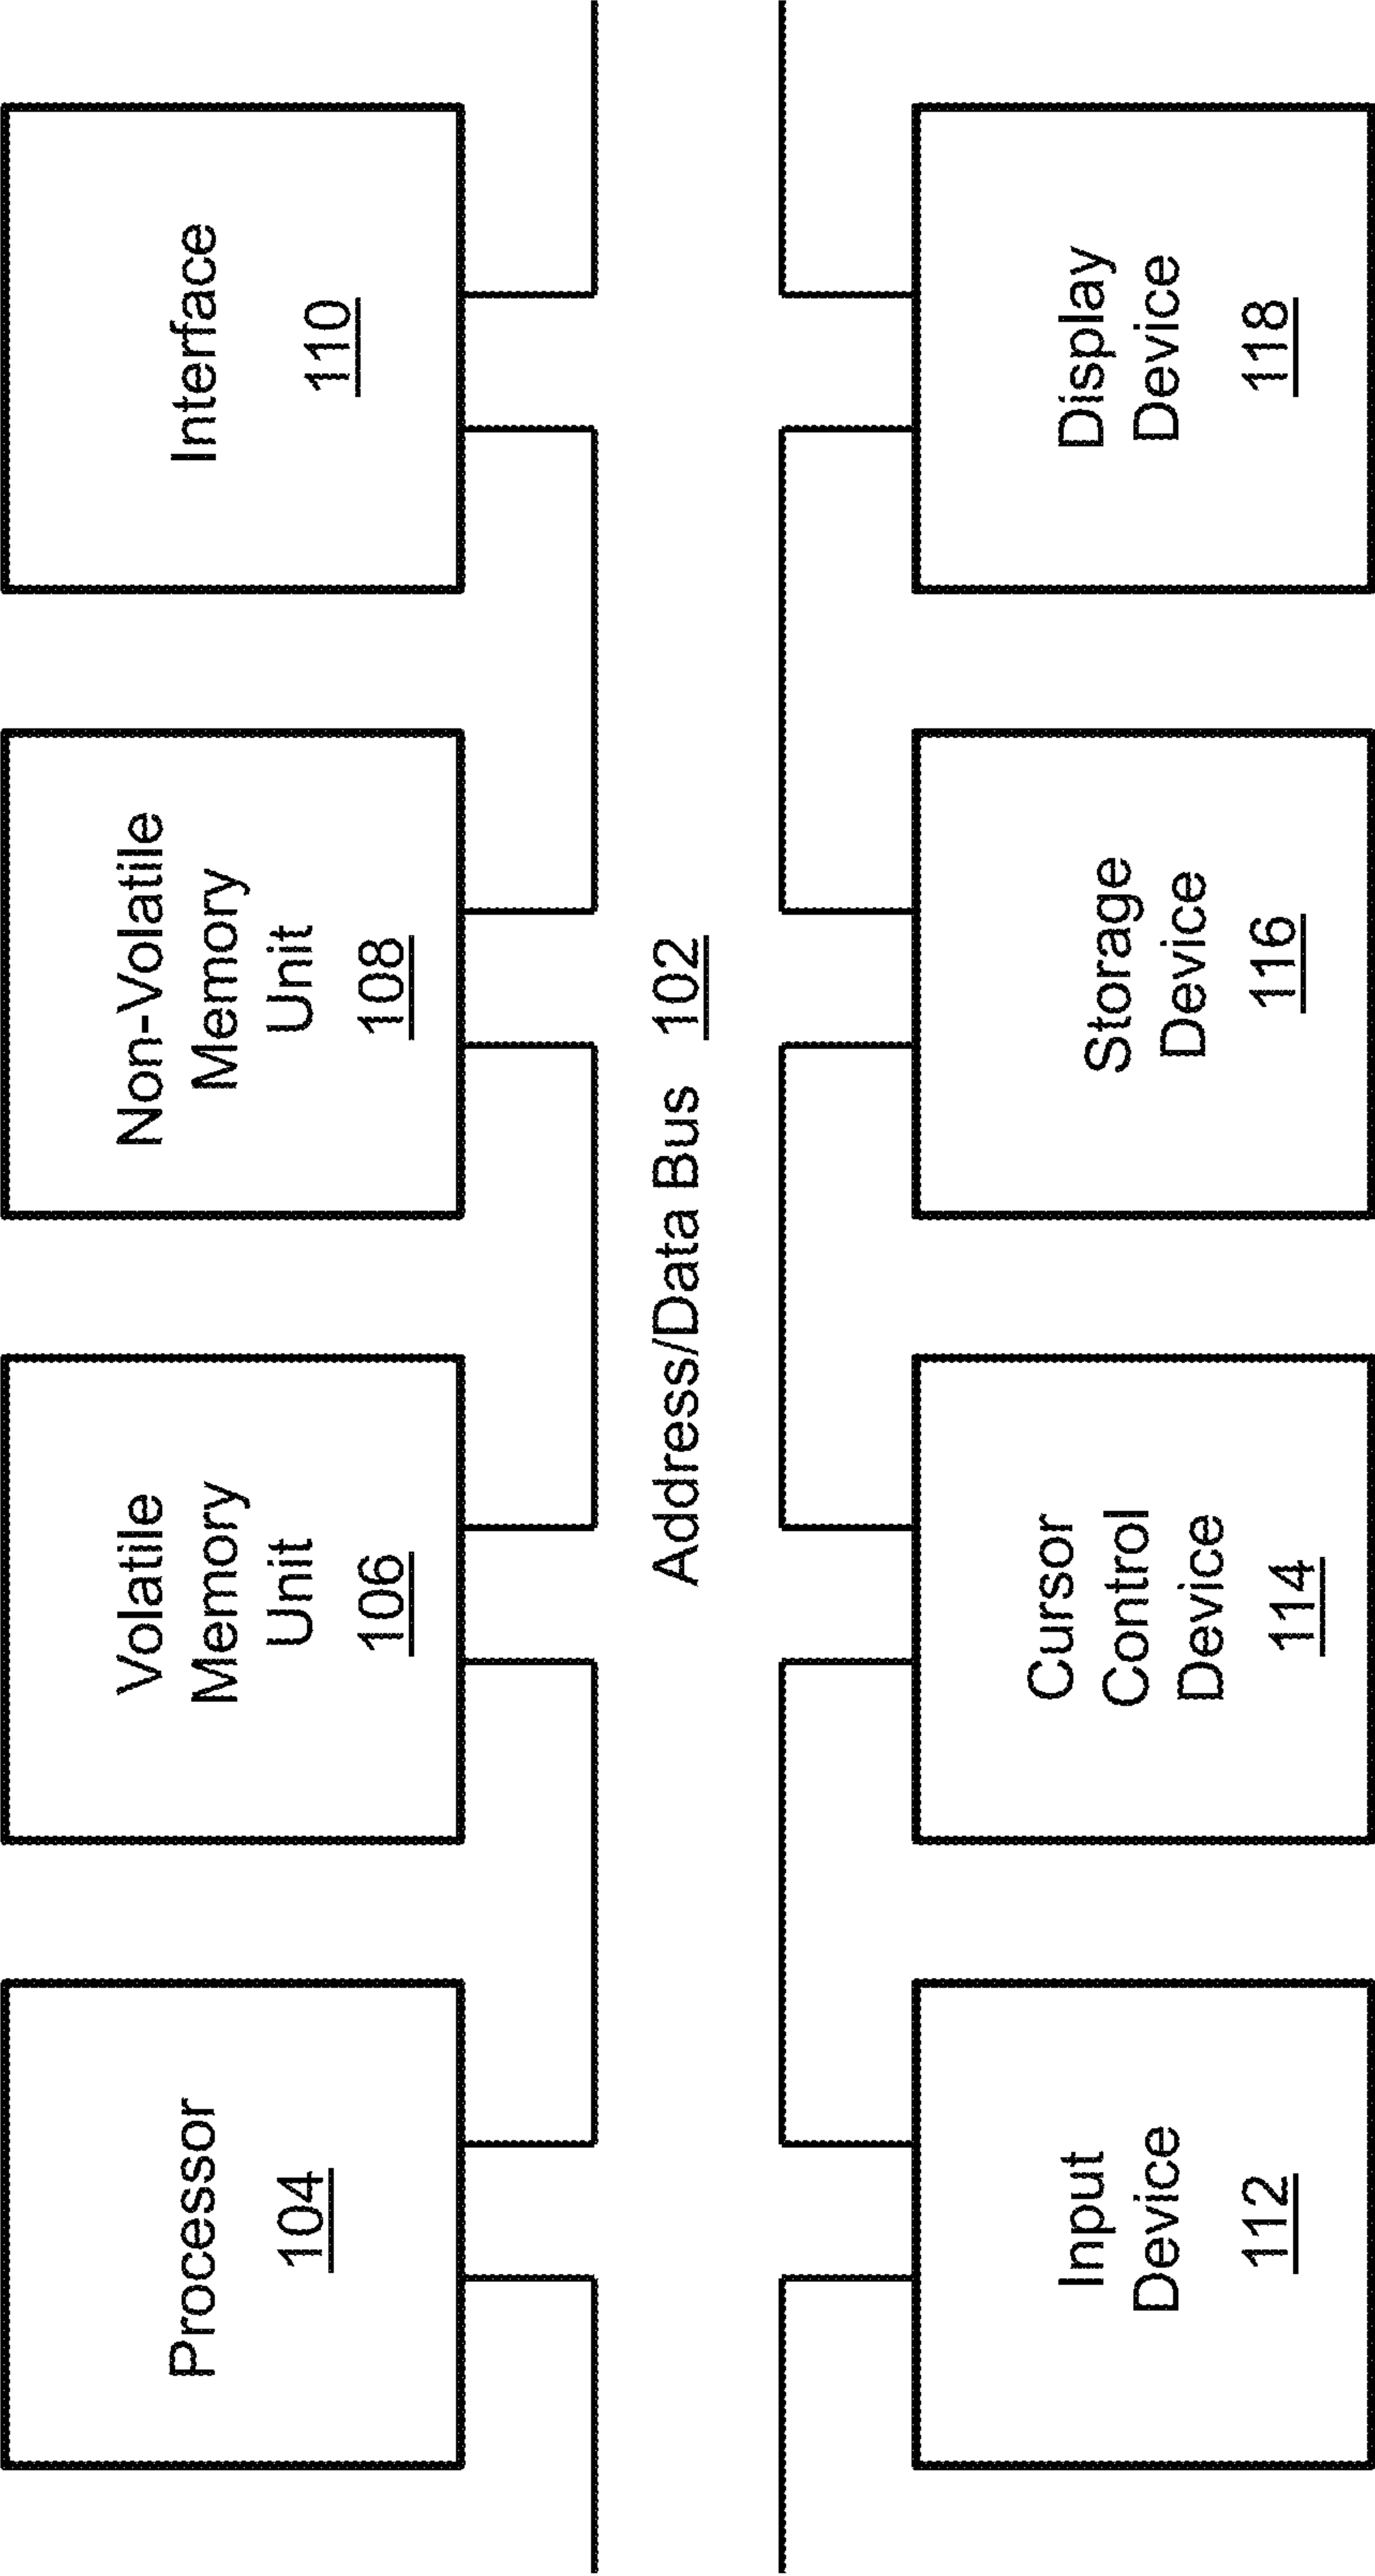 Processor
104
Volatile
Memory
Unit
106
Non-Volatile
Memory
Unit
108
Interface
110
Address/Data Bus 102
Input
Device
112
Cursor
Control
Device
114
Storage
Device
116
Display
Device
118